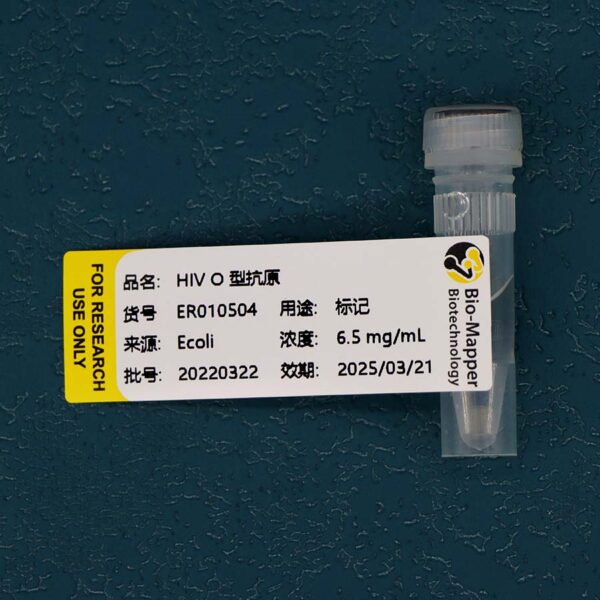 FOR RESEARCH
USE ONLY
品名: HIV O 型抗原
货号 ER010504 用途: 标记
来源: Ecoli 浓度: 6.5 mg/mL
批号: 20220322 效期: 2025/03/21
Bio-Mapper
Biotechnology